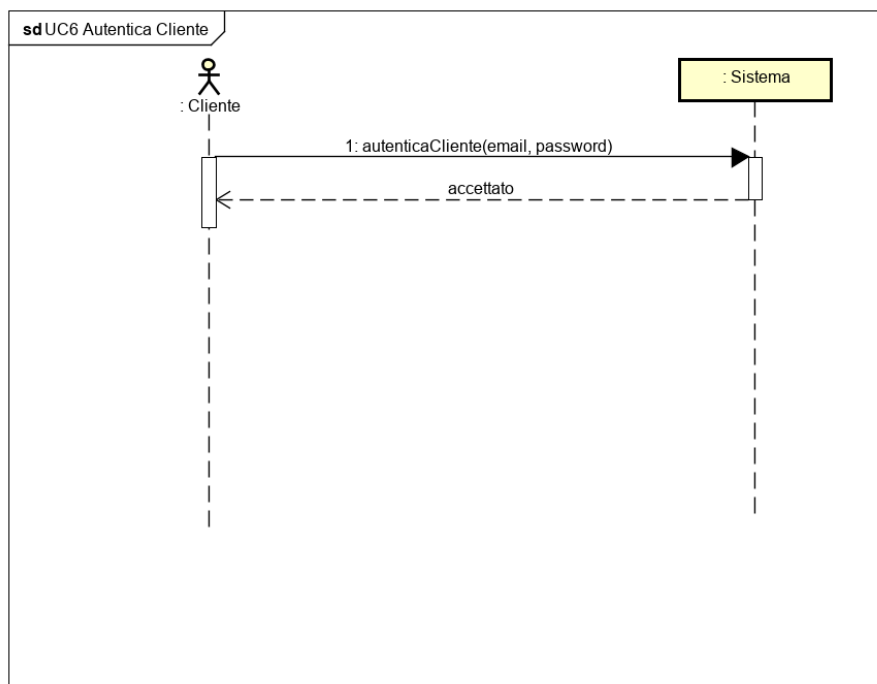 sd UC6 Autentica Cliente
: Cliente
: Sistema
1: autenticaCliente(email, password)
accettato